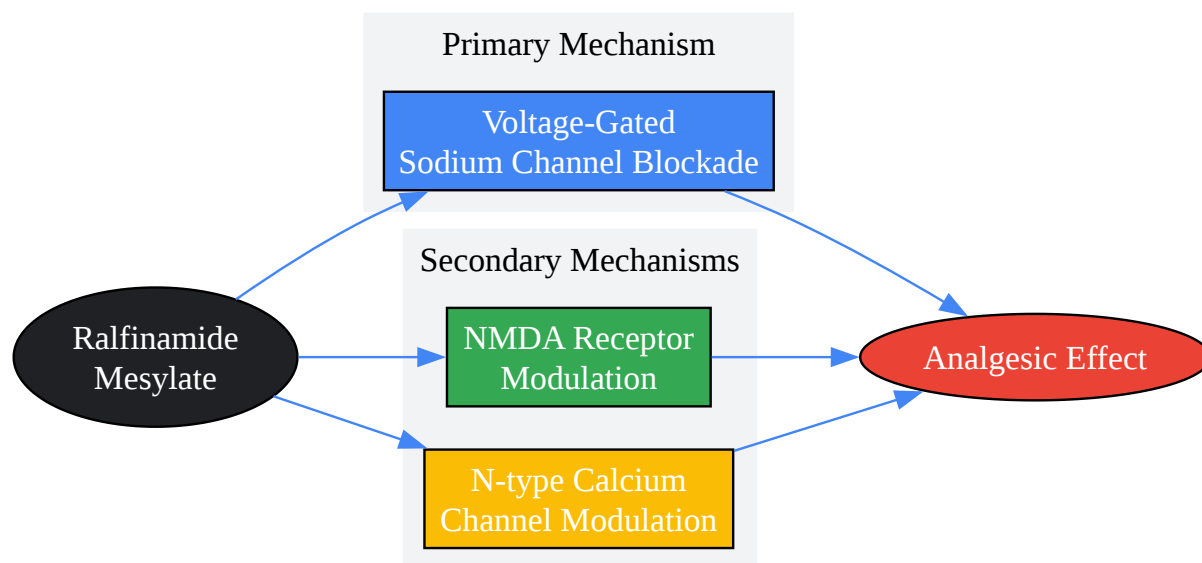 Primary Mechanism
Voltage-Gated
Sodium Channel Blockade
Secondary Mechanisms
Ralfinamide
Mesylate
NMDA Receptor
Modulation
Analgesic Effect
N-type Calcium
Channel Modulation